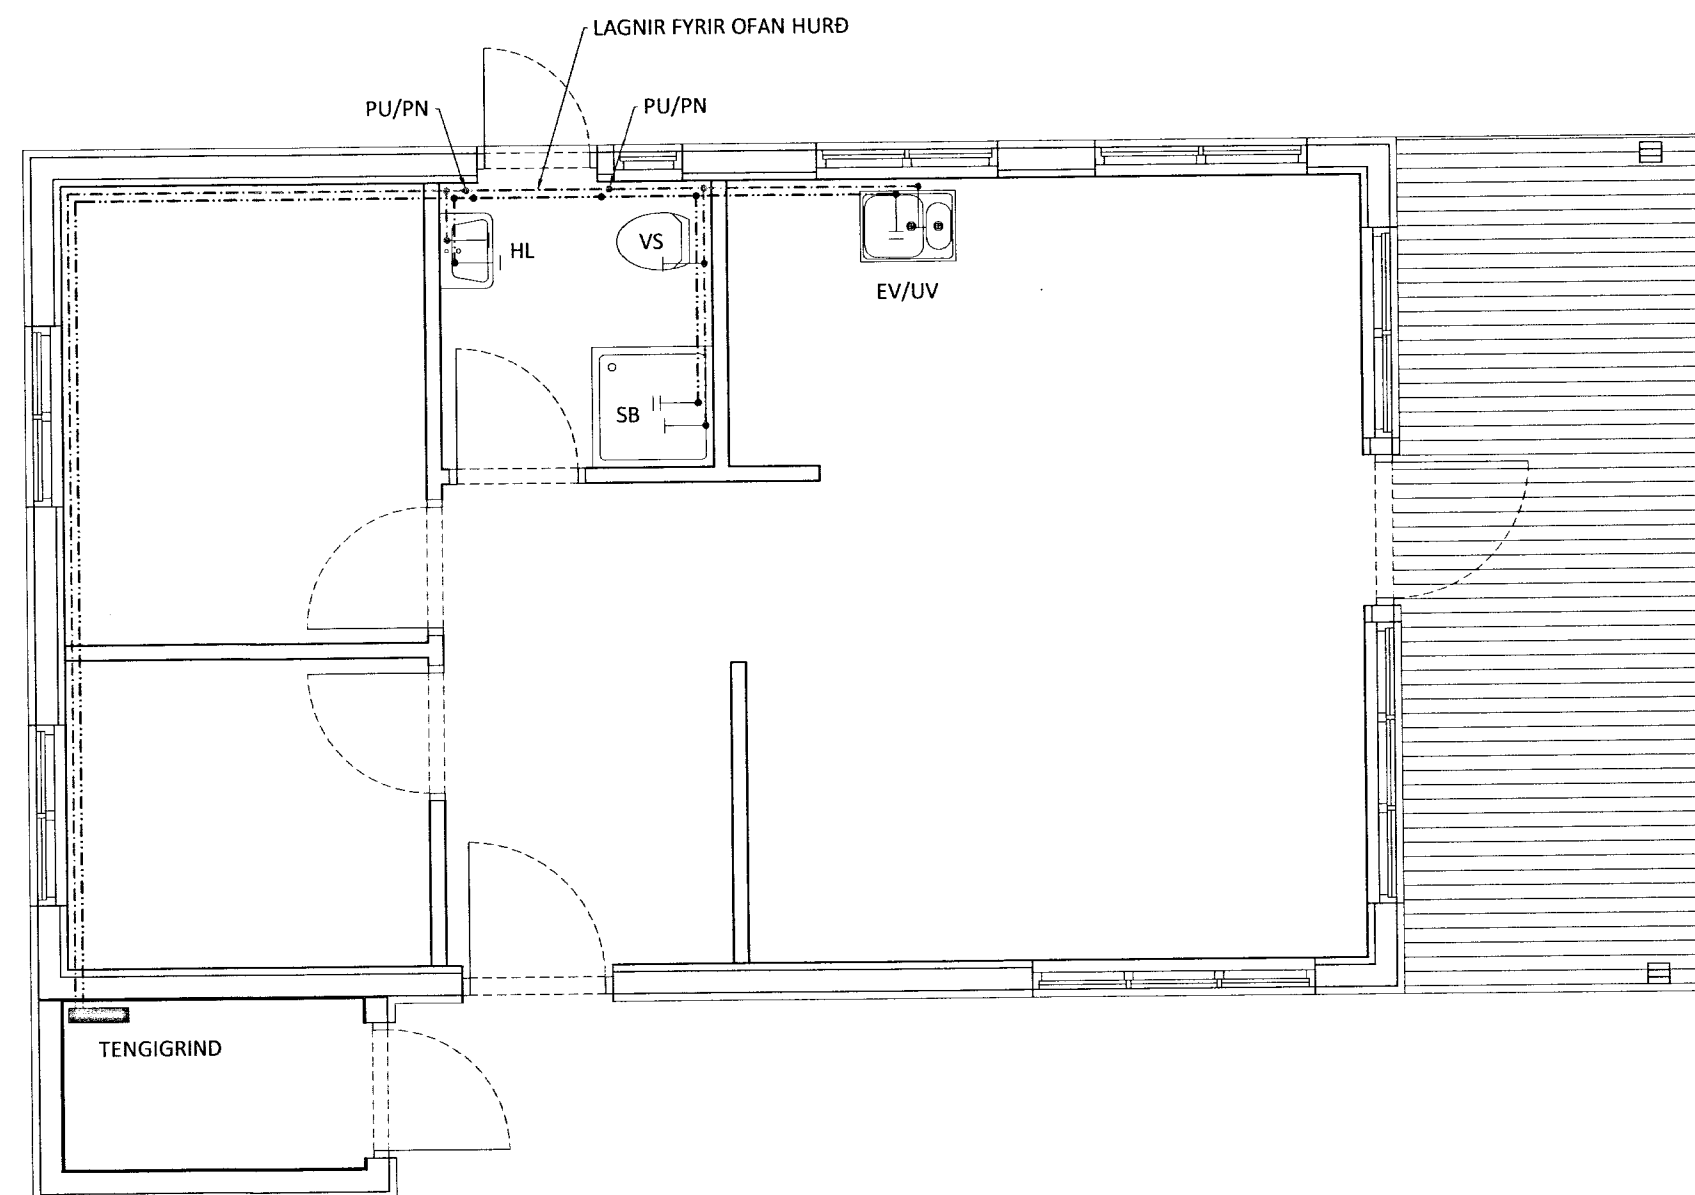 LAGNIR FYRIR OFAN HURÐ
PU/PN
PU/PN
HL
VS
EV/UV
SB
TENGIGRIND